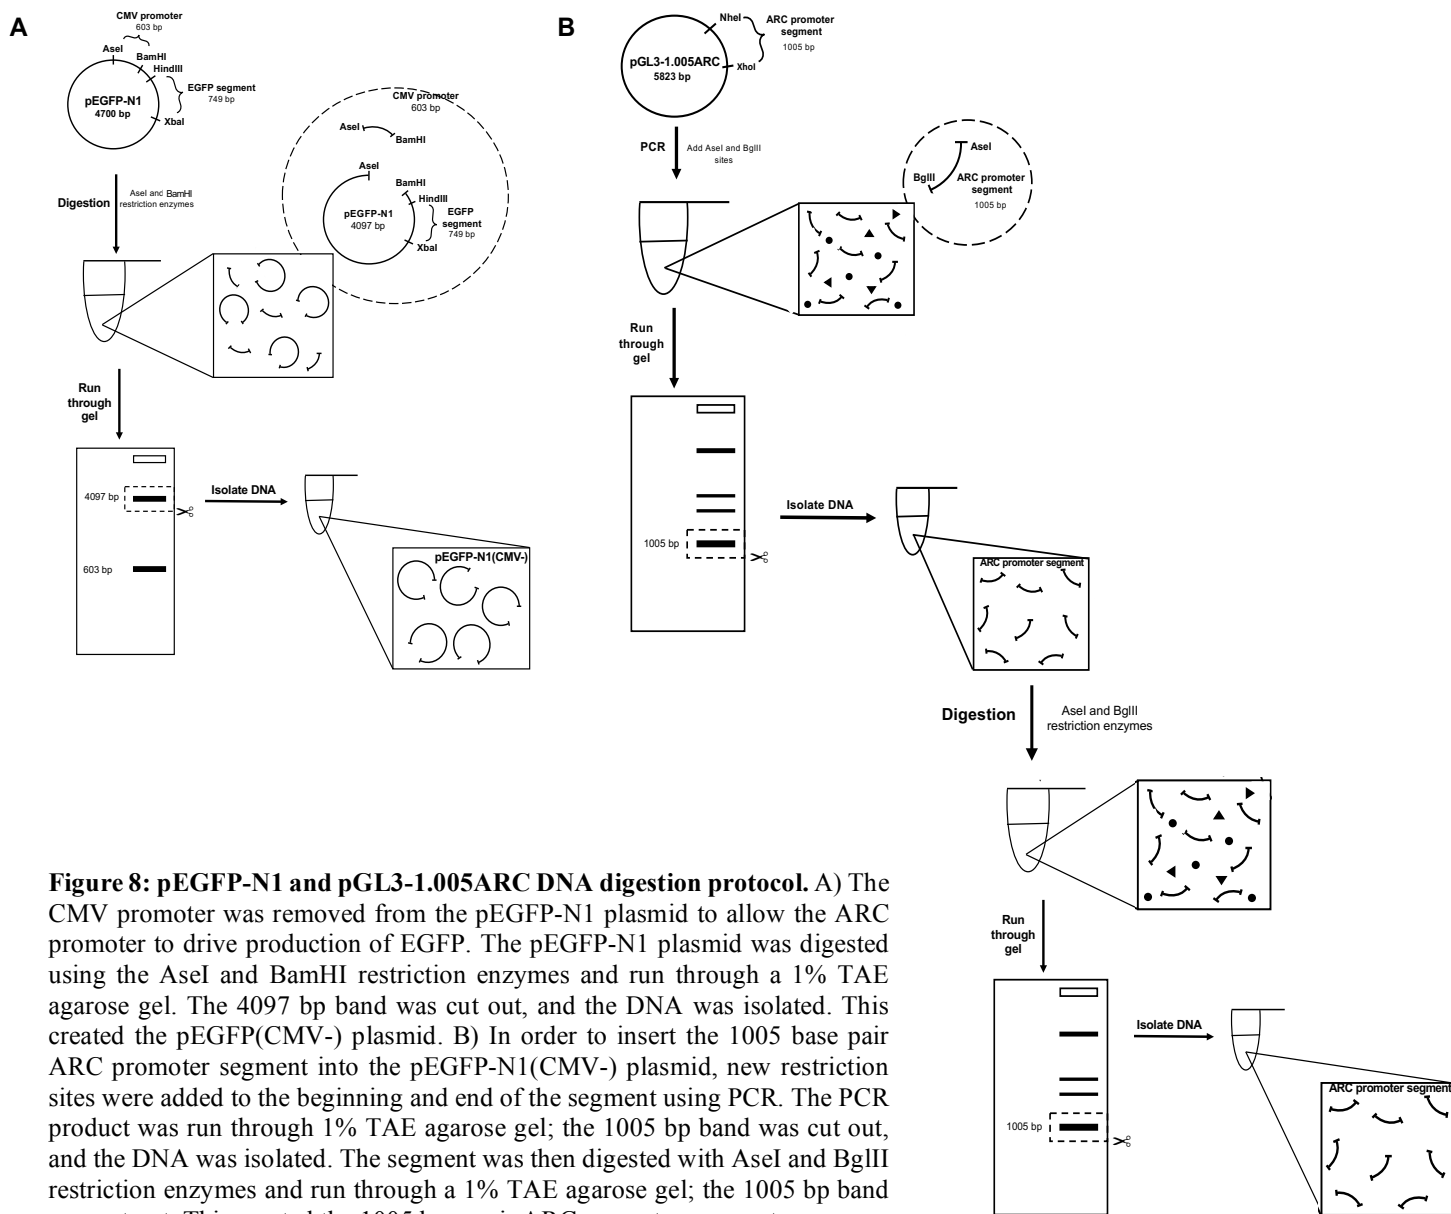 A
CMV promoter
603 bp
AseI
BamHI
HindIII
EGFP segment
749 bp
pEGFP-N1
4700 bp
XbaI
Digestion
AseI and BamHI
restriction enzymes
CMV promoter
603 bp
AseI
BamHI
AseI
BamHI
HindIII
pEGFP-N1
4097 bp
EGFP
segment
749 bp
XbaI
Run
through
gel
4097 bp
603 bp
Isolate DNA
pEGFP-N1(CMV-)
B
NheI
ARC promoter
segment
1005 bp
pGL3-1.005ARC
5823 bp
XhoI
PCR
Add AseI and BglII
sites
AseI
BglII
ARC promoter
segment
1005 bp
Run
through
gel
1005 bp
Isolate DNA
ARC promoter segment
Digestion
AseI and BglII
restriction enzymes
Run
through
gel
1005 bp
Isolate DNA
ARC promoter segment
Figure 8: pEGFP-N1 and pGL3-1.005ARC DNA digestion protocol. A) The
CMV promoter was removed from the pEGFP-N1 plasmid to allow the ARC
promoter to drive production of EGFP. The pEGFP-N1 plasmid was digested
using the AseI and BamHI restriction enzymes and run through a 1% TAE
agarose gel. The 4097 bp band was cut out, and the DNA was isolated. This
created the pEGFP(CMV-) plasmid. B) In order to insert the 1005 base pair
ARC promoter segment into the pEGFP-N1(CMV-) plasmid, new restriction
sites were added to the beginning and end of the segment using PCR. The PCR
product was run through 1% TAE agarose gel; the 1005 bp band was cut out,
and the DNA was isolated. The segment was then digested with AseI and BglII
restriction enzymes and run through a 1% TAE agarose gel; the 1005 bp band